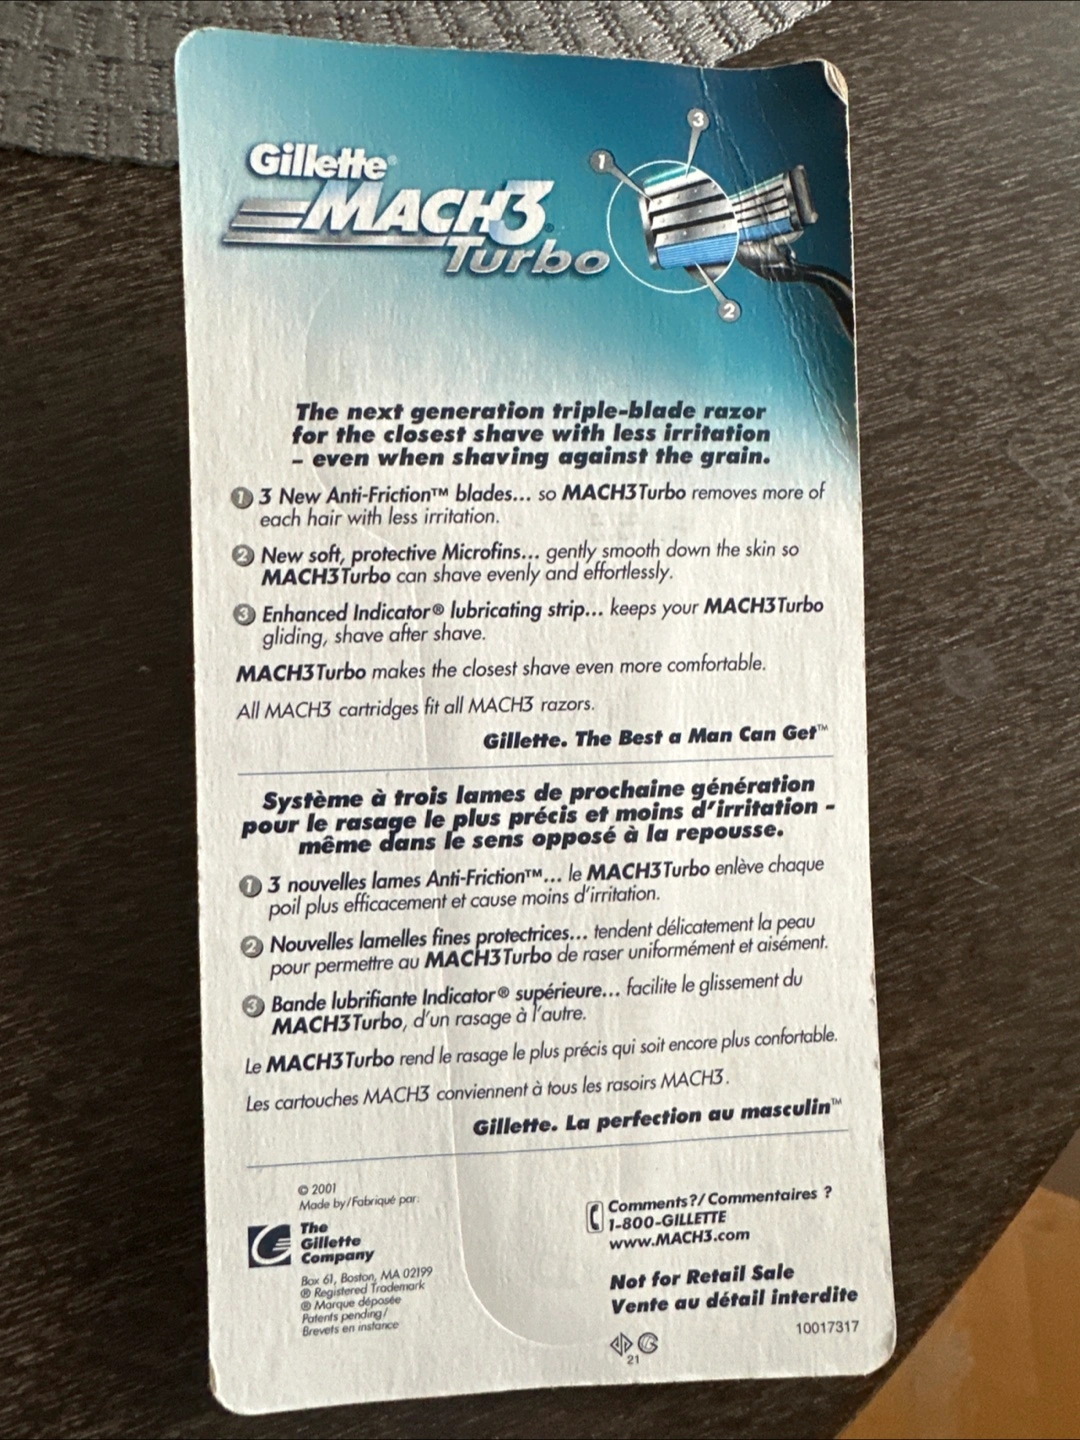 Gillette®
MACH3®
Turbo
3
1
2
The next generation triple-blade razor
for the closest shave with less irritation
– even when shaving against the grain.
1 3 New Anti-Friction™ blades... so MACH3Turbo removes more of
each hair with less irritation.
2 New soft, protective Microfins... gently smooth down the skin so
MACH3Turbo can shave evenly and effortlessly.
3 Enhanced Indicator® lubricating strip... keeps your MACH3Turbo
gliding, shave after shave.
MACH3Turbo makes the closest shave even more comfortable.
All MACH3 cartridges fit all MACH3 razors.
Gillette. The Best a Man Can Get™
Système à trois lames de prochaine génération
pour le rasage le plus précis et moins d'irritation –
même dans le sens opposé à la repousse.
1 3 nouvelles lames Anti-Friction™... le MACH3Turbo enlève chaque
poil plus efficacement et cause moins d'irritation.
2 Nouvelles lamelles fines protectrices... tendent délicatement la peau
pour permettre au MACH3Turbo de raser uniformément et aisément.
3 Bande lubrifiante Indicator® supérieure... facilite le glissement du
MACH3Turbo, d'un rasage à l'autre.
Le MACH3Turbo rend le rasage le plus précis qui soit encore plus confortable.
Les cartouches MACH3 conviennent à tous les rasoirs MACH3.
Gillette. La perfection au masculin™
© 2001
Made by/Fabriqué par:
The
Gillette
Company
Box 61, Boston, MA 02199
® Registered Trademark
® Marque déposée
Patents pending/
Brevets en instance
Comments?/Commentaires ?
1-800-GILLETTE
www.MACH3.com
Not for Retail Sale
Vente au détail interdite
10017317
21